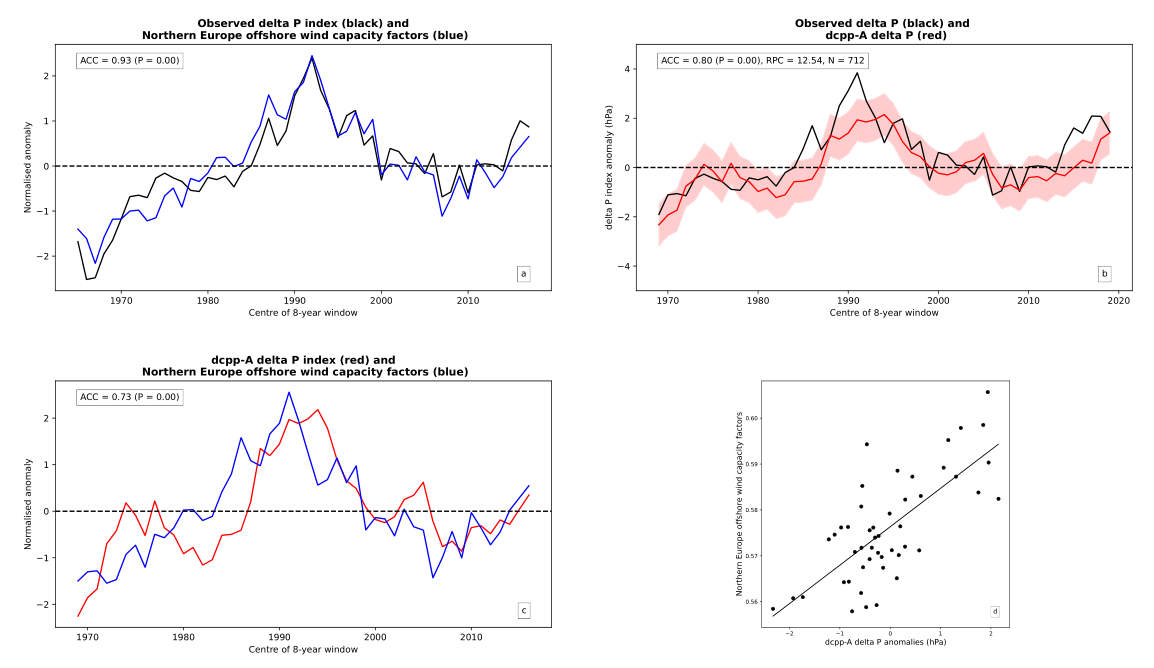 Observed delta P index (black) and
Northern Europe offshore wind capacity factors (blue)
ACC = 0.93 (P = 0.00)
Normalised anomaly
2
1
0
−1
−2
a
1970
1980
1990
2000
2010
Centre of 8-year window
Observed delta P (black) and
dcpp-A delta P (red)
ACC = 0.80 (P = 0.00), RPC = 12.54, N = 712
delta P index anomaly (hPa)
4
2
0
−2
−4
b
1970
1980
1990
2000
2010
2020
Centre of 8-year window
dcpp-A delta P index (red) and
Northern Europe offshore wind capacity factors (blue)
ACC = 0.73 (P = 0.00)
Normalised anomaly
2
1
0
−1
−2
c
1970
1980
1990
2000
2010
Centre of 8-year window
Northern Europe offshore wind capacity factors
0.60
0.59
0.58
0.57
0.56
d
−2
−1
0
1
2
dcpp-A delta P anomalies (hPa)